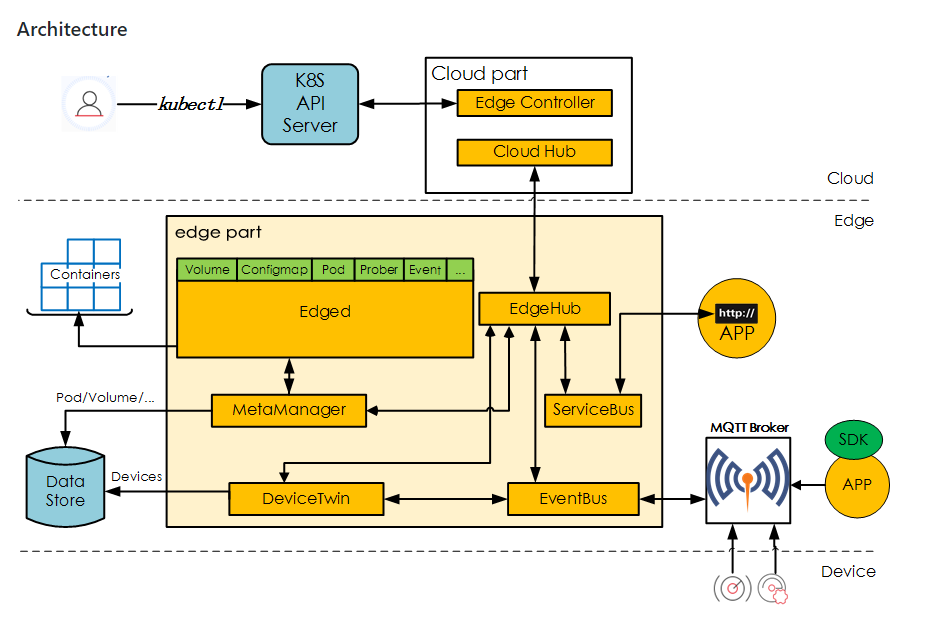 Architecture
kubectl
K8S
API
Server
Cloud part
Edge Controller
Cloud Hub
Cloud
Edge
edge part
Volume
Configmap
Pod
Prober
Event
...
Edged
Containers
EdgeHub
http://
APP
Pod/Volume/...
MetaManager
ServiceBus
MQTT Broker
SDK
APP
Data
Store
Devices
DeviceTwin
EventBus
Device